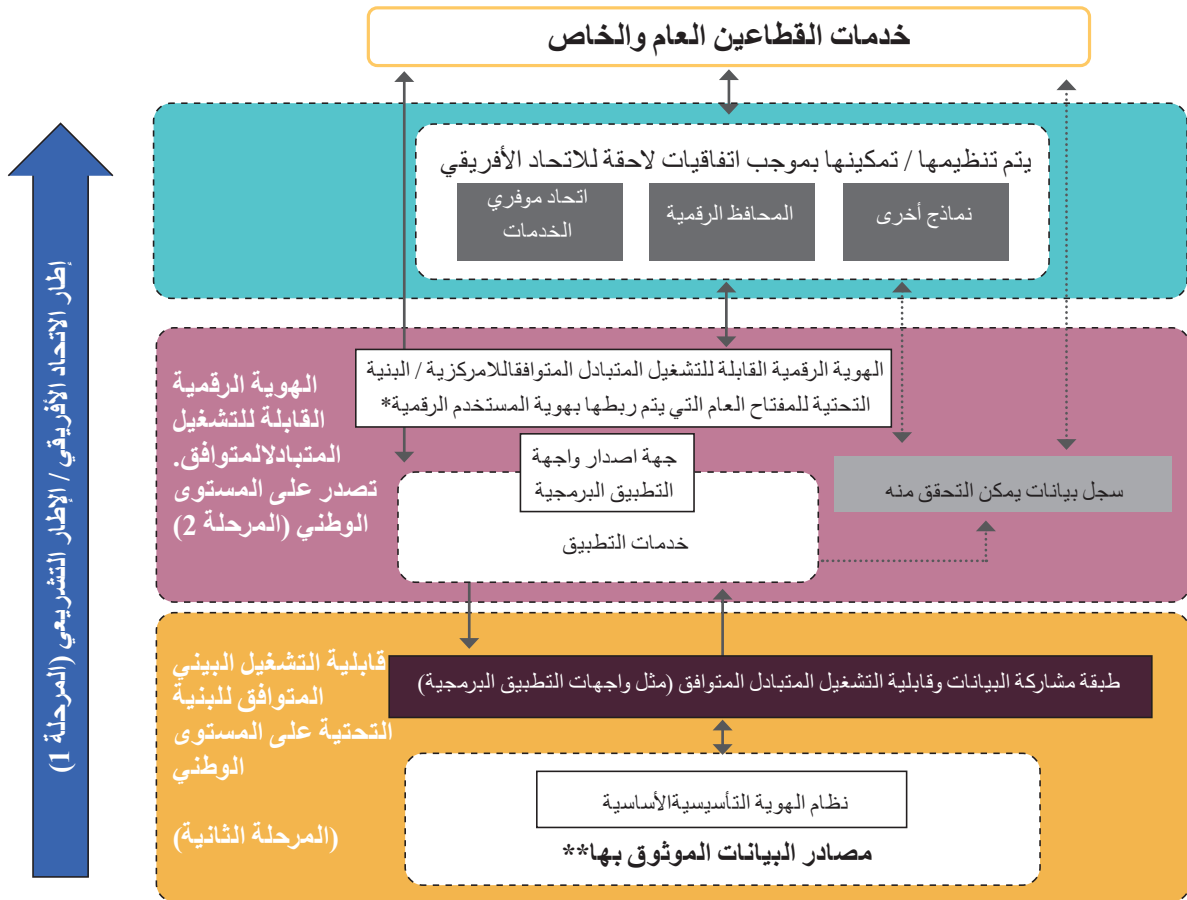 خدمات القطاعين العام والخاص
يتم تنظيمها / تمكينها بموجب اتفاقيات لاحقة للاتحاد الأفريقي
نماذج أخرى
المحافظ الرقمية
اتحاد موفري
الخدمات
إطار الاتحاد الأفريقي / الإطار التشريعي (المرحلة 1)
الهوية الرقمية القابلة للتشغيل المتبادل المتوافقاللامركزية / البنية
التحتية للمفتاح العام التي يتم ربطها بهوية المستخدم الرقمية*
الهوية الرقمية
القابلة للتشغيل
المتبادلالمتوافق.
تصدر على المستوى
الوطني (المرحلة 2)
جهة اصدار واجهة
التطبيق البرمجية
خدمات التطبيق
سجل بيانات يمكن التحقق منه
قابلية التشغيل البيني
المتوافق للبنية
التحتية على المستوى
الوطني
(المرحلة الثانية)
طبقة مشاركة البيانات وقابلية التشغيل المتبادل المتوافق (مثل واجهات التطبيق البرمجية)
نظام الهوية التأسيسيةالأساسية
مصادر البيانات الموثوق بها**